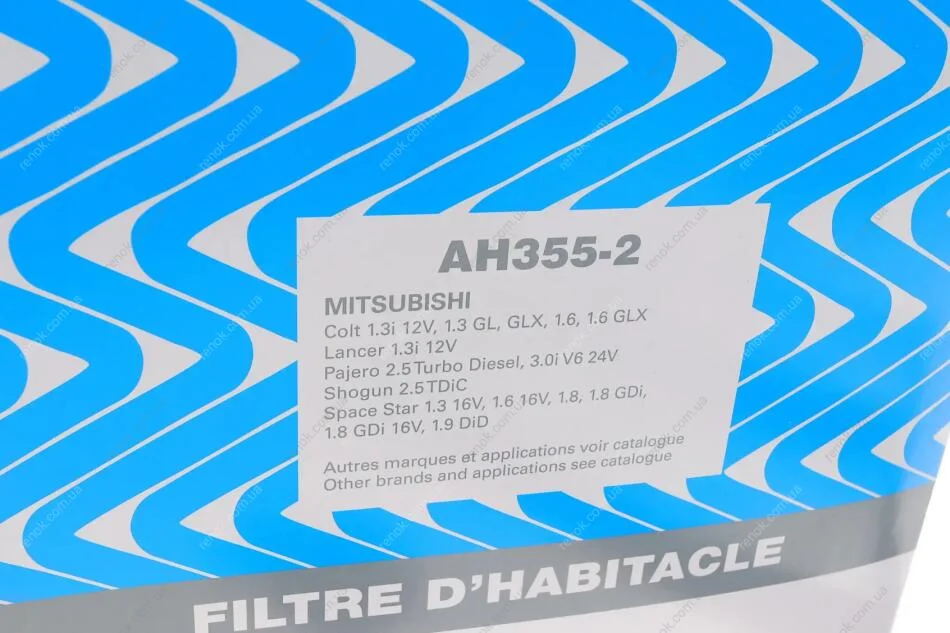 AH355-2
MITSUBISHI
Colt 1.3i 12V, 1.3 GL, GLX, 1.6, 1.6 GLX
Lancer 1.3i 12V
Pajero 2.5 Turbo Diesel, 3.0i V6 24V
Shogun 2.5 TDiC
Space Star 1.3 16V, 1.6 16V, 1.8, 1.8 GDi,
1.8 GDi 16V, 1.9 DiD
Autres marques et applications voir catalogue
Other brands and applications see catalogue
FILTRE D'HABITACLE
renok.com.ua